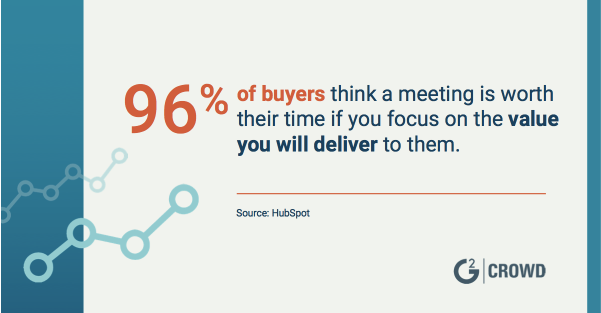 96% of buyers think a meeting is worth
their time if you focus on the value
you will deliver to them.
Source: HubSpot
G2 | CROWD